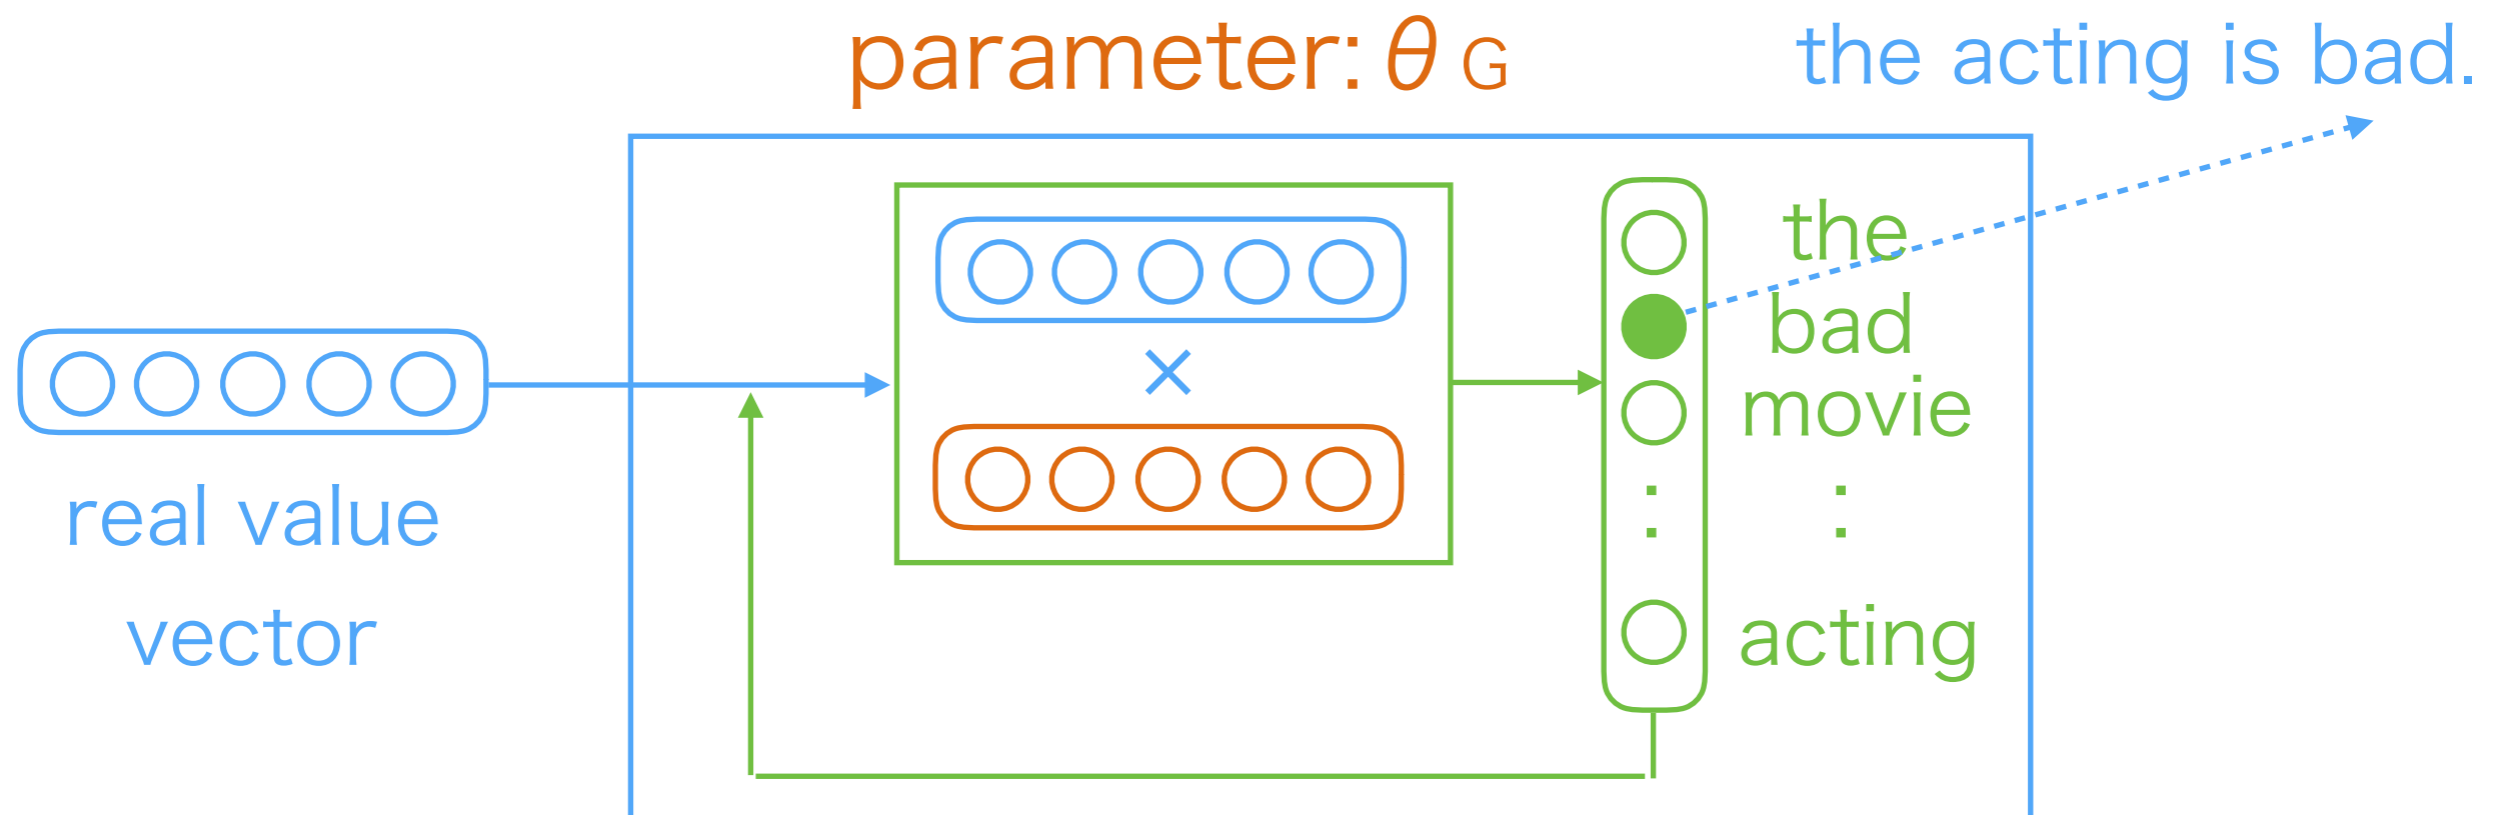 parameter: θ G
the acting is bad.
real value
vector
×
the
bad
movie
: :
acting